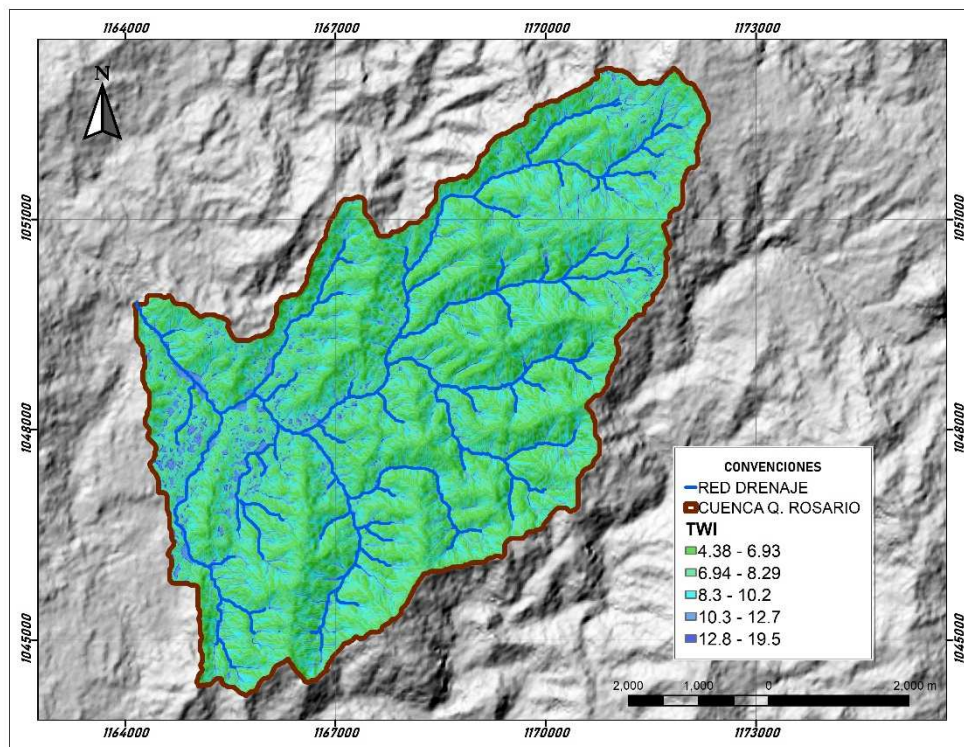 1164000 1167000 1170000 1173000
N
1051000 1051000
1048000 1048000
CONVENCIONES
RED DRENAJE
CUENCA Q. ROSARIO
TWI
4.38 - 6.93
6.94 - 8.29
8.3 - 10.2
10.3 - 12.7
12.8 - 19.5
1045000 1045000
2,000 1,000 0 2,000 m
1164000 1167000 1170000 1173000